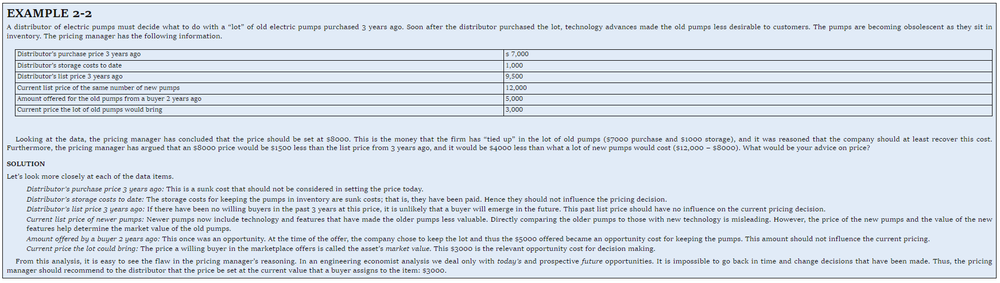 EXAMPLE 2-2
A distributor of electric pumps must decide what to do with a “lot” of old electric pumps purchased 3 years ago. Soon after the distributor purchased the lot, technology advances made the old pumps less desirable to customers. The pumps are becoming obsolescent as they sit in
inventory. The pricing manager has the following information.
Distributor’s purchase price 3 years ago $ 7,000
Distributor’s storage costs to date 1,000
Distributor’s list price 3 years ago 9,500
Current list price of the same number of new pumps 12,000
Amount offered for the old pumps from a buyer 2 years ago 5,000
Current price the lot of old pumps would bring 3,000
Looking at the data, the pricing manager has concluded that the price should be set at $8000. This is the money that the firm has “tied up” in the lot of old pumps ($7000 purchase and $1000 storage), and it was reasoned that the company should at least recover this cost.
Furthermore, the pricing manager has argued that an $8000 price would be $1500 less than the list price from 3 years ago, and it would be $4000 less than what a lot of new pumps would cost ($12,000 – $8000). What would be your advice on price?
SOLUTION
Let’s look more closely at each of the data items.
Distributor’s purchase price 3 years ago: This is a sunk cost that should not be considered in setting the price today.
Distributor’s storage costs to date: The storage costs for keeping the pumps in inventory are sunk costs; that is, they have been paid. Hence they should not influence the pricing decision.
Distributor’s list price 3 years ago: If there have been no willing buyers in the past 3 years at this price, it is unlikely that a buyer will emerge in the future. This past list price should have no influence on the current pricing decision.
Current list price of newer pumps: Newer pumps now include technology and features that have made the older pumps less valuable. Directly comparing the older pumps to those with new technology is misleading. However, the price of the new pumps and the value of the new
features help determine the market value of the old pumps.
Amount offered by a buyer 2 years ago: This once was an opportunity. At the time of the offer, the company chose to keep the lot and thus the $5000 offered became an opportunity cost for keeping the pumps. This amount should not influence the current pricing.
Current price the lot could bring: The price a willing buyer in the marketplace offers is called the asset’s market value. This $3000 is the relevant opportunity cost for decision making.
From this analysis, it is easy to see the flaw in the pricing manager’s reasoning. In an engineering economist analysis we deal only with today’s and prospective future opportunities. It is impossible to go back in time and change decisions that have been made. Thus, the pricing
manager should recommend to the distributor that the price be set at the current value that a buyer assigns to the item: $3000.